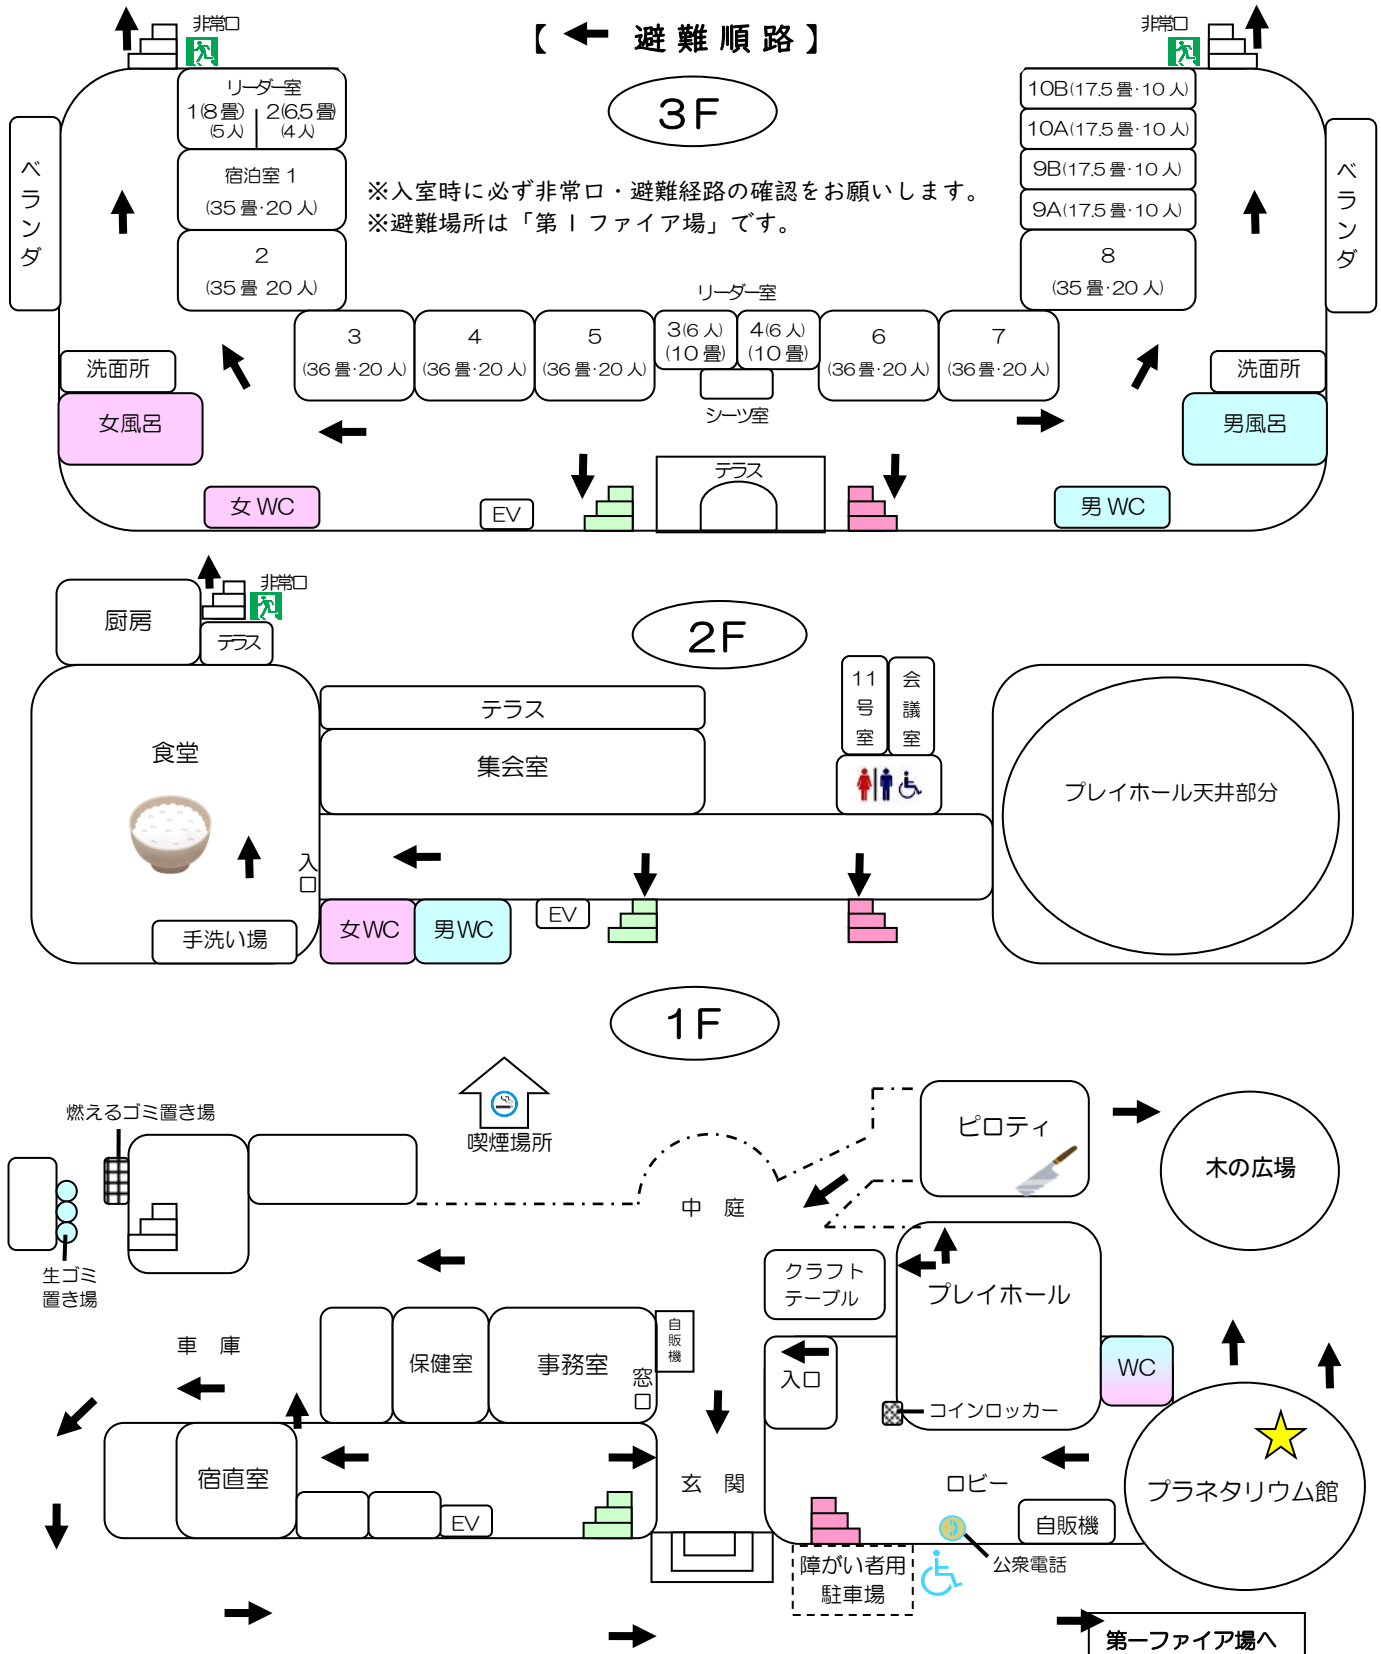 【 ← 避難順路】
非常口
非常口
3F
リーダー室
1(8畳) 2(6.5畳)
(5人) (4人)
宿泊室1
(35畳·20人)
2
(35畳 20人)
※入室時に必ず非常口・避難経路の確認をお願いします。
※避難場所は「第Ⅰファイア場」です。
10B(17.5畳·10人)
10A(17.5畳·10人)
9B(17.5畳·10人)
9A(17.5畳·10人)
8
(35畳·20人)
ベランダ
ベランダ
リーダー室
3
(36畳·20人)
4
(36畳·20人)
5
(36畳·20人)
3(6人)
(10畳)
4(6人)
(10畳)
6
(36畳·20人)
7
(36畳·20人)
シーツ室
洗面所
女風呂
洗面所
男風呂
女WC
EV
テラス
男WC
非常口
2F
厨房
テラス
食堂
入口
手洗い場
テラス
集会室
11号室
会議室
プレイホール天井部分
女WC
男WC
EV
1F
燃えるゴミ置き場
生ゴミ
置き場
喫煙場所
中庭
ピロティ
木の広場
クラフト
テーブル
プレイホール
車庫
保健室
事務室
窓口
自販機
入口
WC
コインロッカー
宿直室
EV
玄関
ロビー
自販機
プラネタリウム館
公衆電話
障がい者用
駐車場
第一ファイア場へ